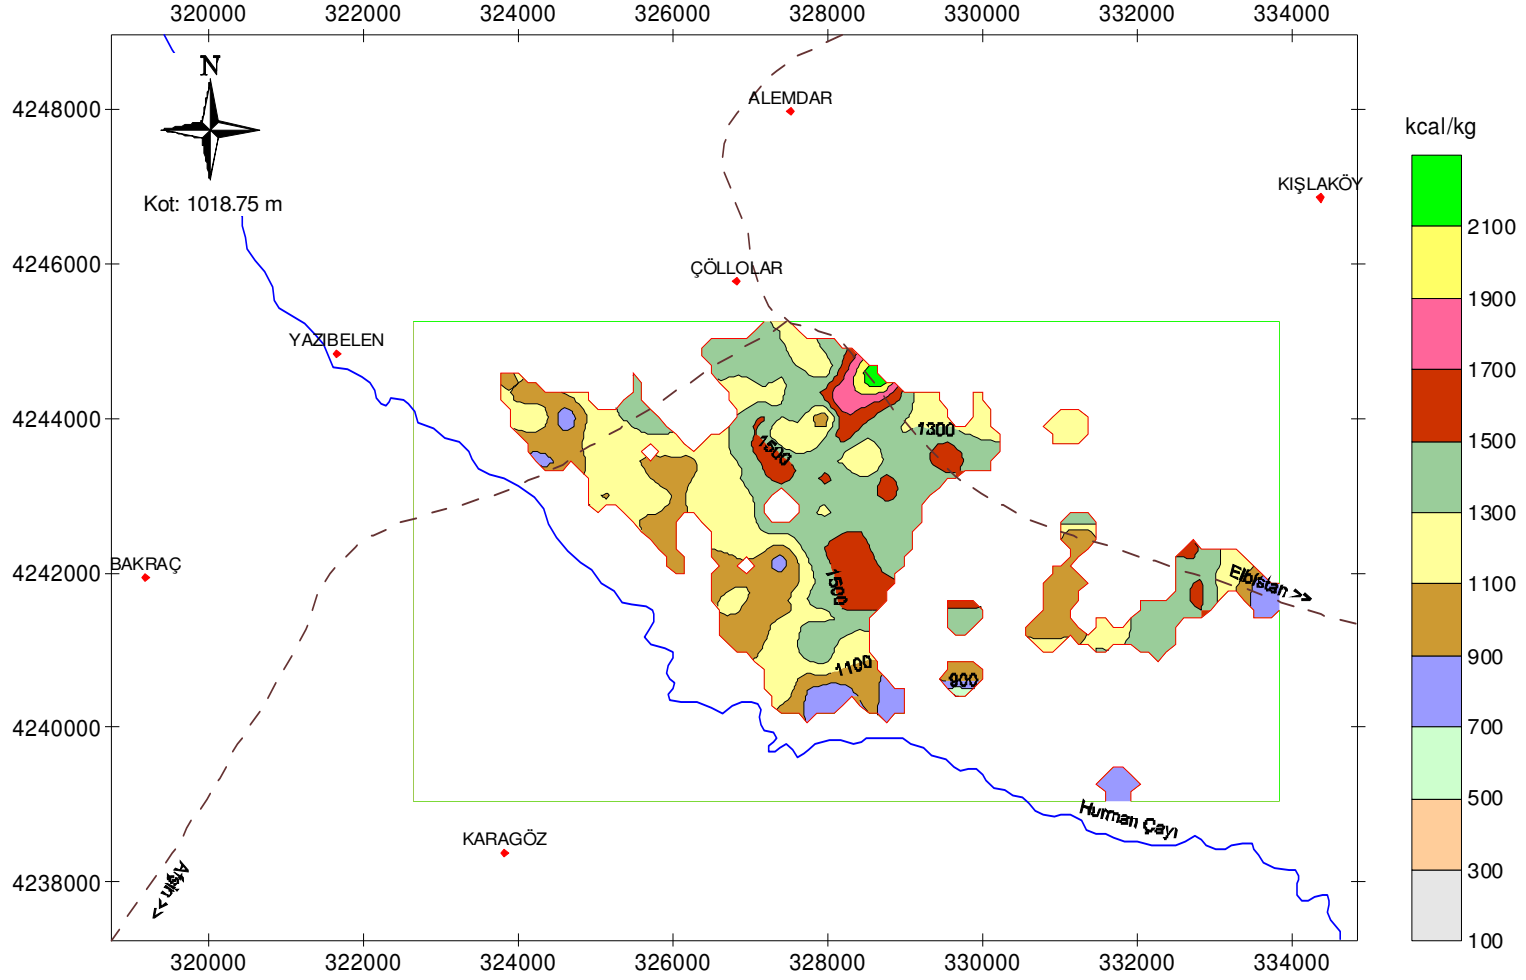 320000 322000 324000 326000 328000 330000 332000 334000
N
4248000
ALEMDAR
kcal/kg
KIŞLAKÖY
Kot: 1018.75 m
2100
4246000
ÇÖLLOLAR
1900
YAZIBELEN
1700
4244000
1300
1500
1500
1300
4242000
BAKRAÇ
1500
Elbistan >>
1100
1100
900
900
4240000
700
500
Hurman Çayı
KARAGÖZ
4238000
Afşin >>
300
100
320000 322000 324000 326000 328000 330000 332000 334000